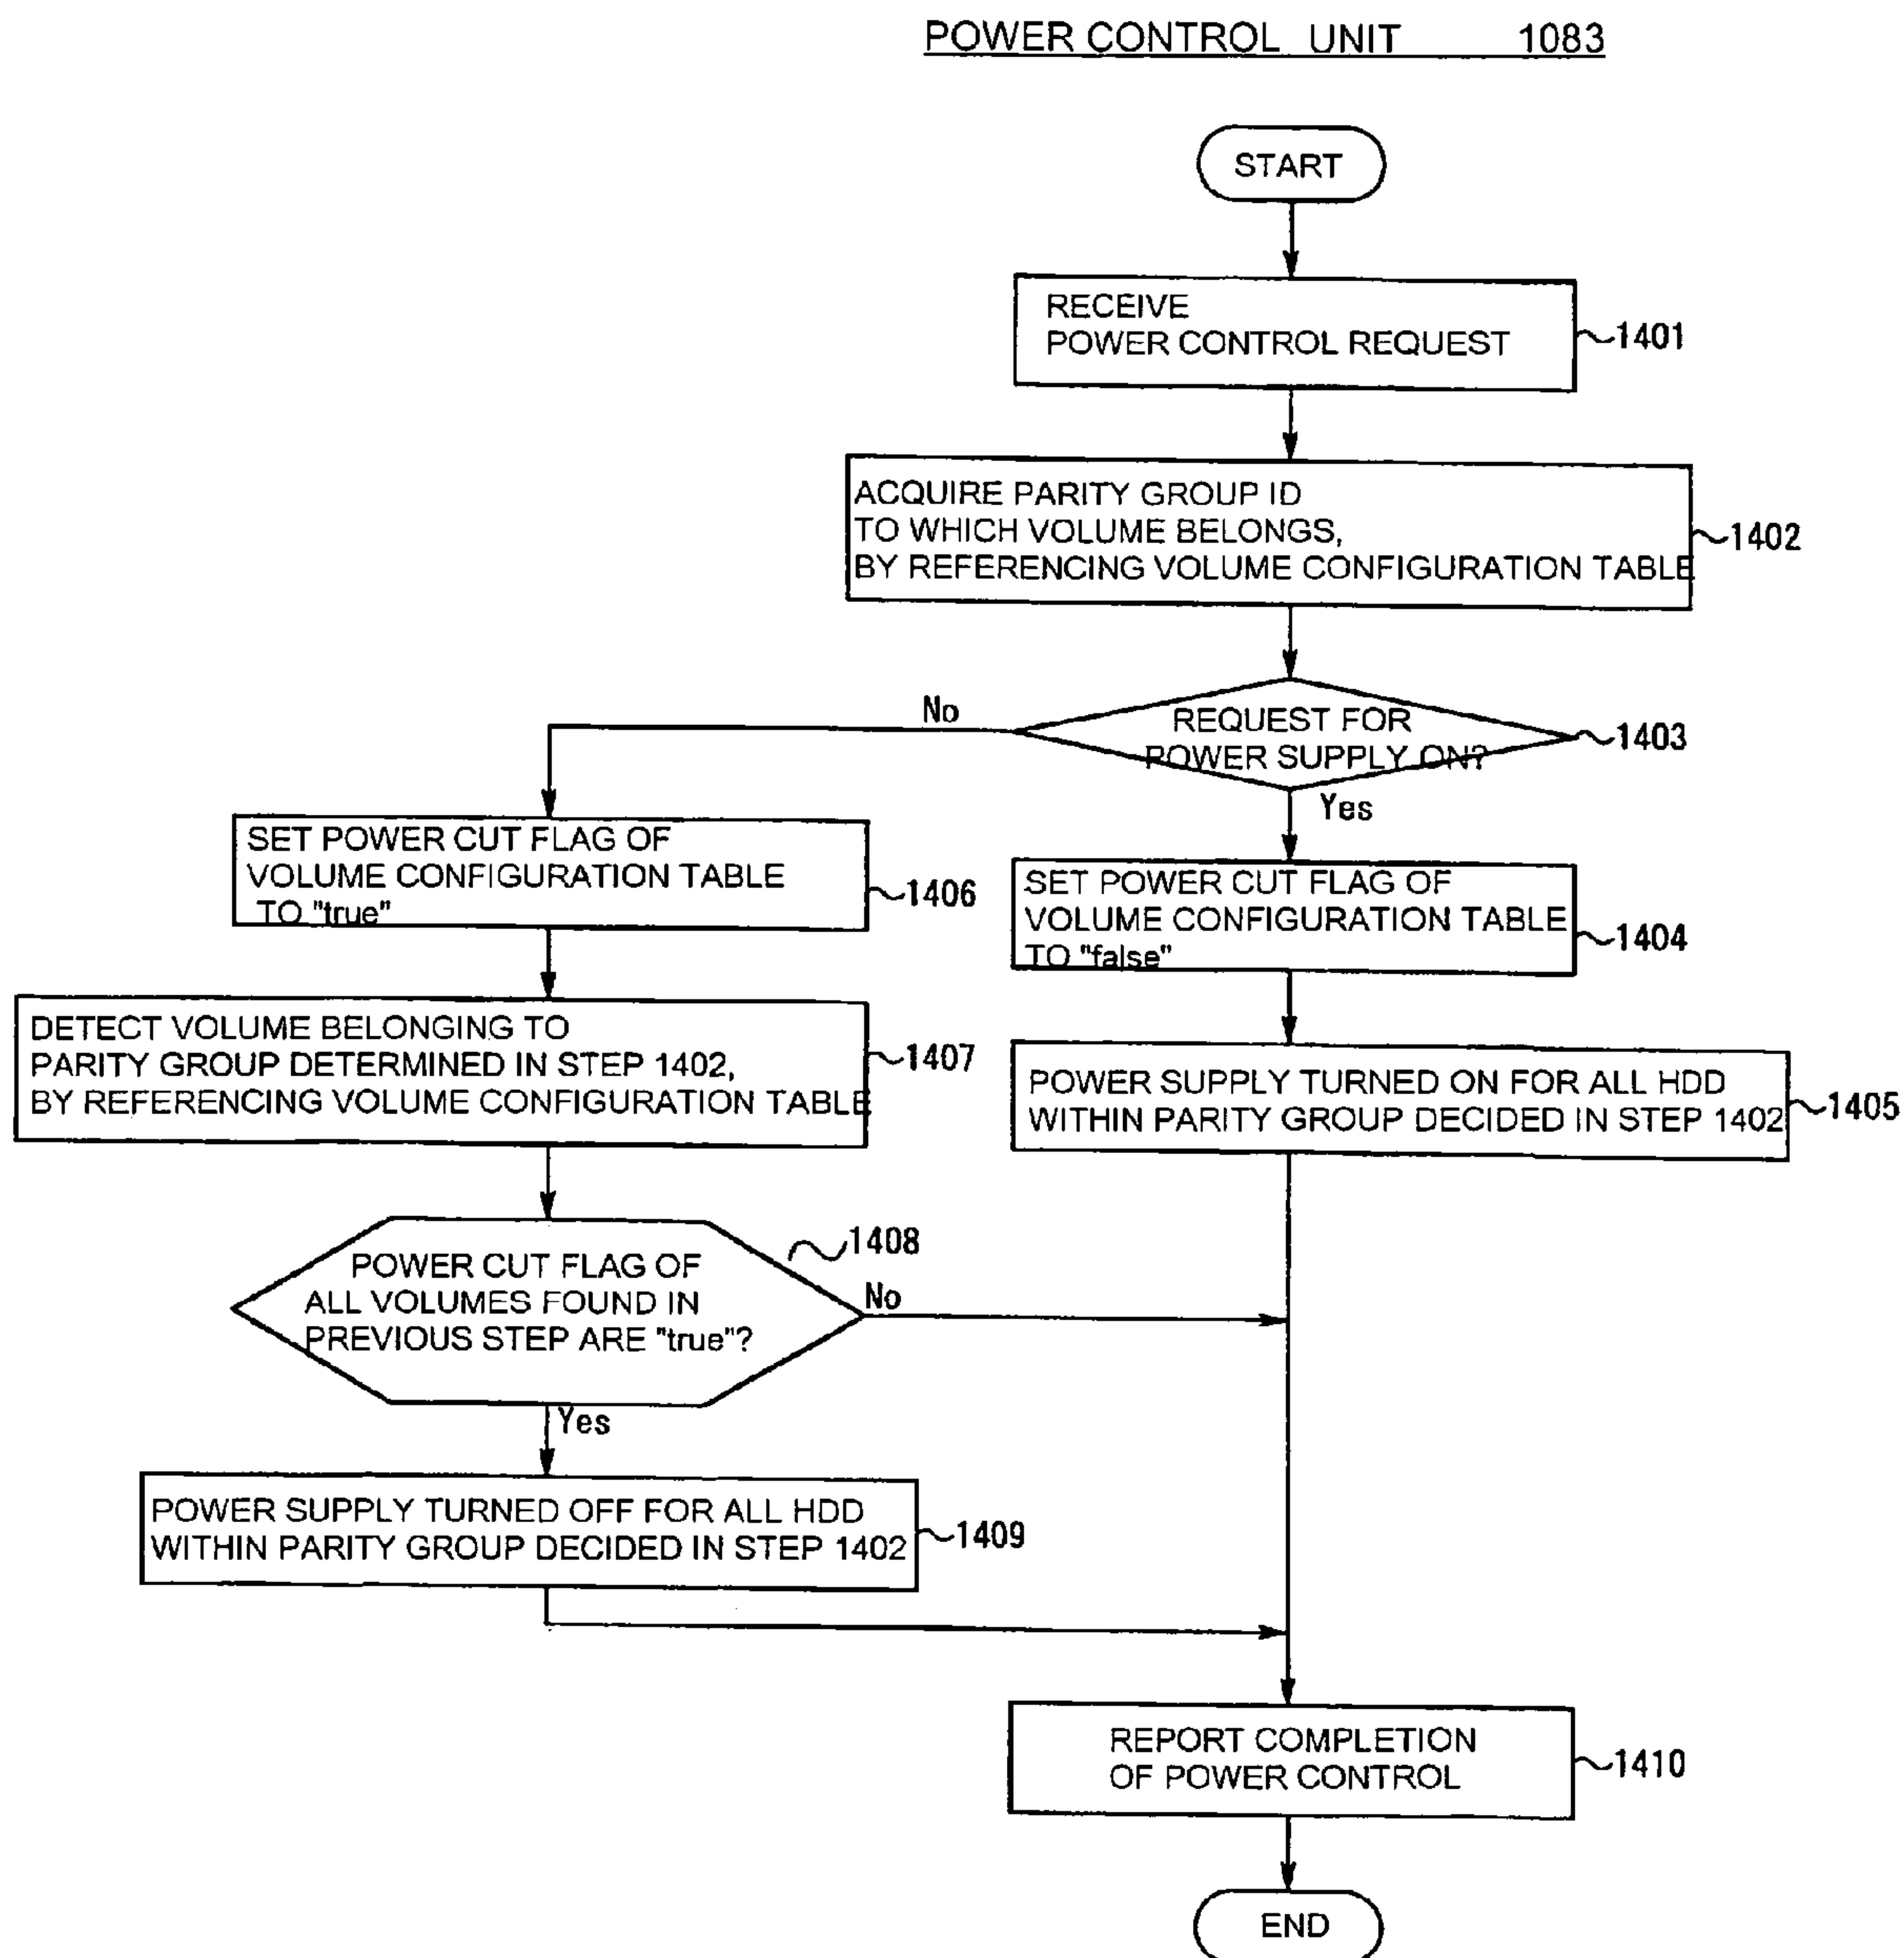 POWER CONTROL UNIT 1083
START
RECEIVE
POWER CONTROL REQUEST
1401
ACQUIRE PARITY GROUP ID
TO WHICH VOLUME BELONGS,
BY REFERENCING VOLUME CONFIGURATION TABLE
1402
REQUEST FOR
POWER SUPPLY ON?
1403
No
Yes
SET POWER CUT FLAG OF
VOLUME CONFIGURATION TABLE
TO "true"
1406
SET POWER CUT FLAG OF
VOLUME CONFIGURATION TABLE
TO "false"
1404
DETECT VOLUME BELONGING TO
PARITY GROUP DETERMINED IN STEP 1402,
BY REFERENCING VOLUME CONFIGURATION TABLE
1407
POWER SUPPLY TURNED ON FOR ALL HDD
WITHIN PARITY GROUP DECIDED IN STEP 1402
1405
POWER CUT FLAG OF
ALL VOLUMES FOUND IN
PREVIOUS STEP ARE "true"?
1408
No
Yes
POWER SUPPLY TURNED OFF FOR ALL HDD
WITHIN PARITY GROUP DECIDED IN STEP 1402
1409
REPORT COMPLETION
OF POWER CONTROL
1410
END